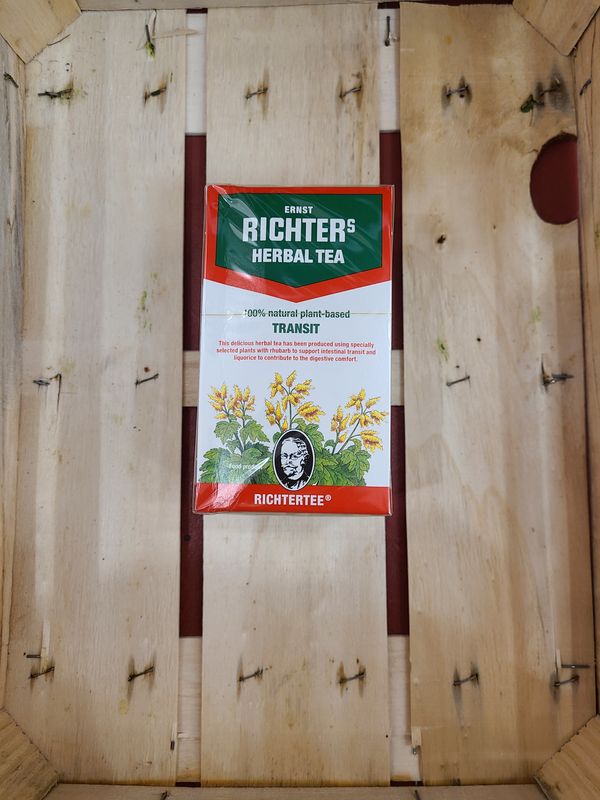 ERNST
RICHTERS
HERBAL TEA
100% natural plant-based
TRANSIT
This delicious herbal tea has been produced using specially
selected plants with rhubarb to support intestinal transit and
liquorice to contribute to the digestive comfort.
Food product
RICHTERTEE®